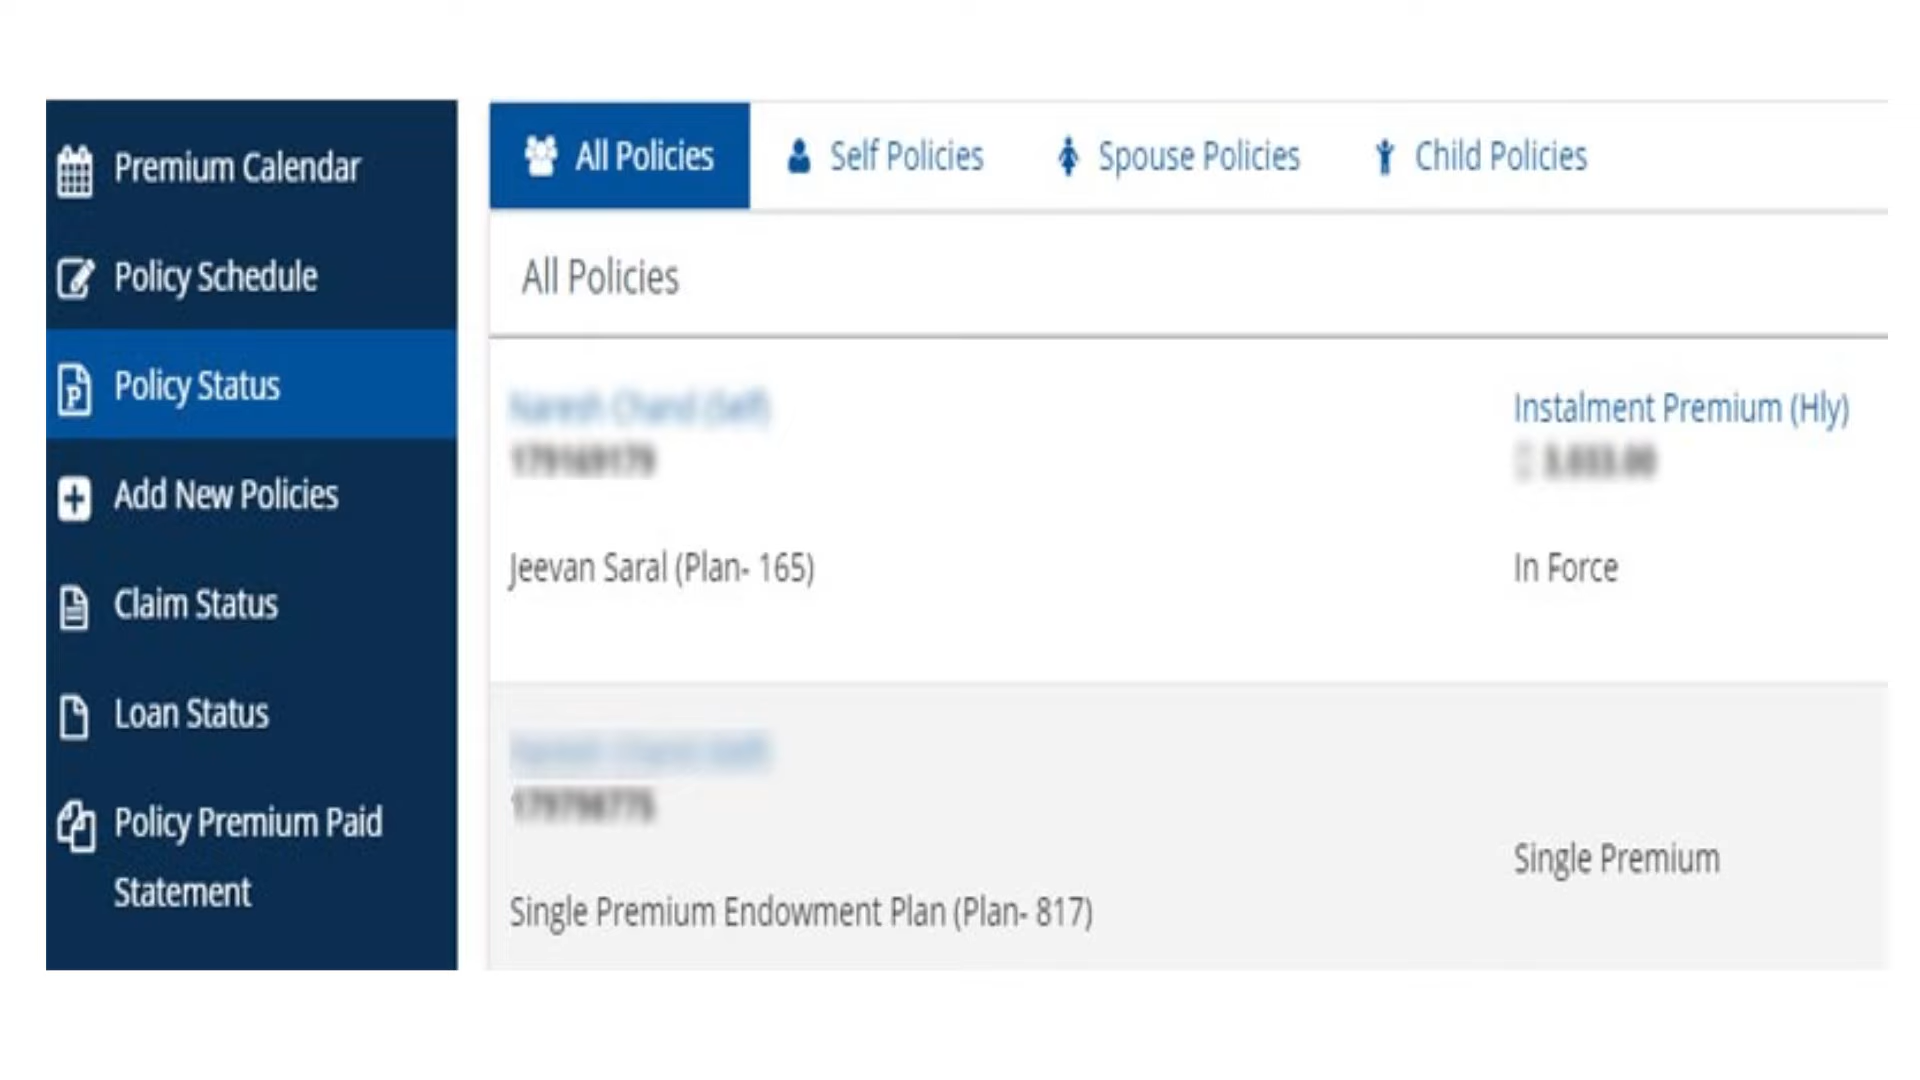 Premium Calendar
Policy Schedule
Policy Status
Add New Policies
Claim Status
Loan Status
Policy Premium Paid
Statement
All Policies
Self Policies
Spouse Policies
Child Policies
All Policies
Instalment Premium (Hly)
Jeevan Saral (Plan- 165)
In Force
Single Premium
Single Premium Endowment Plan (Plan- 817)